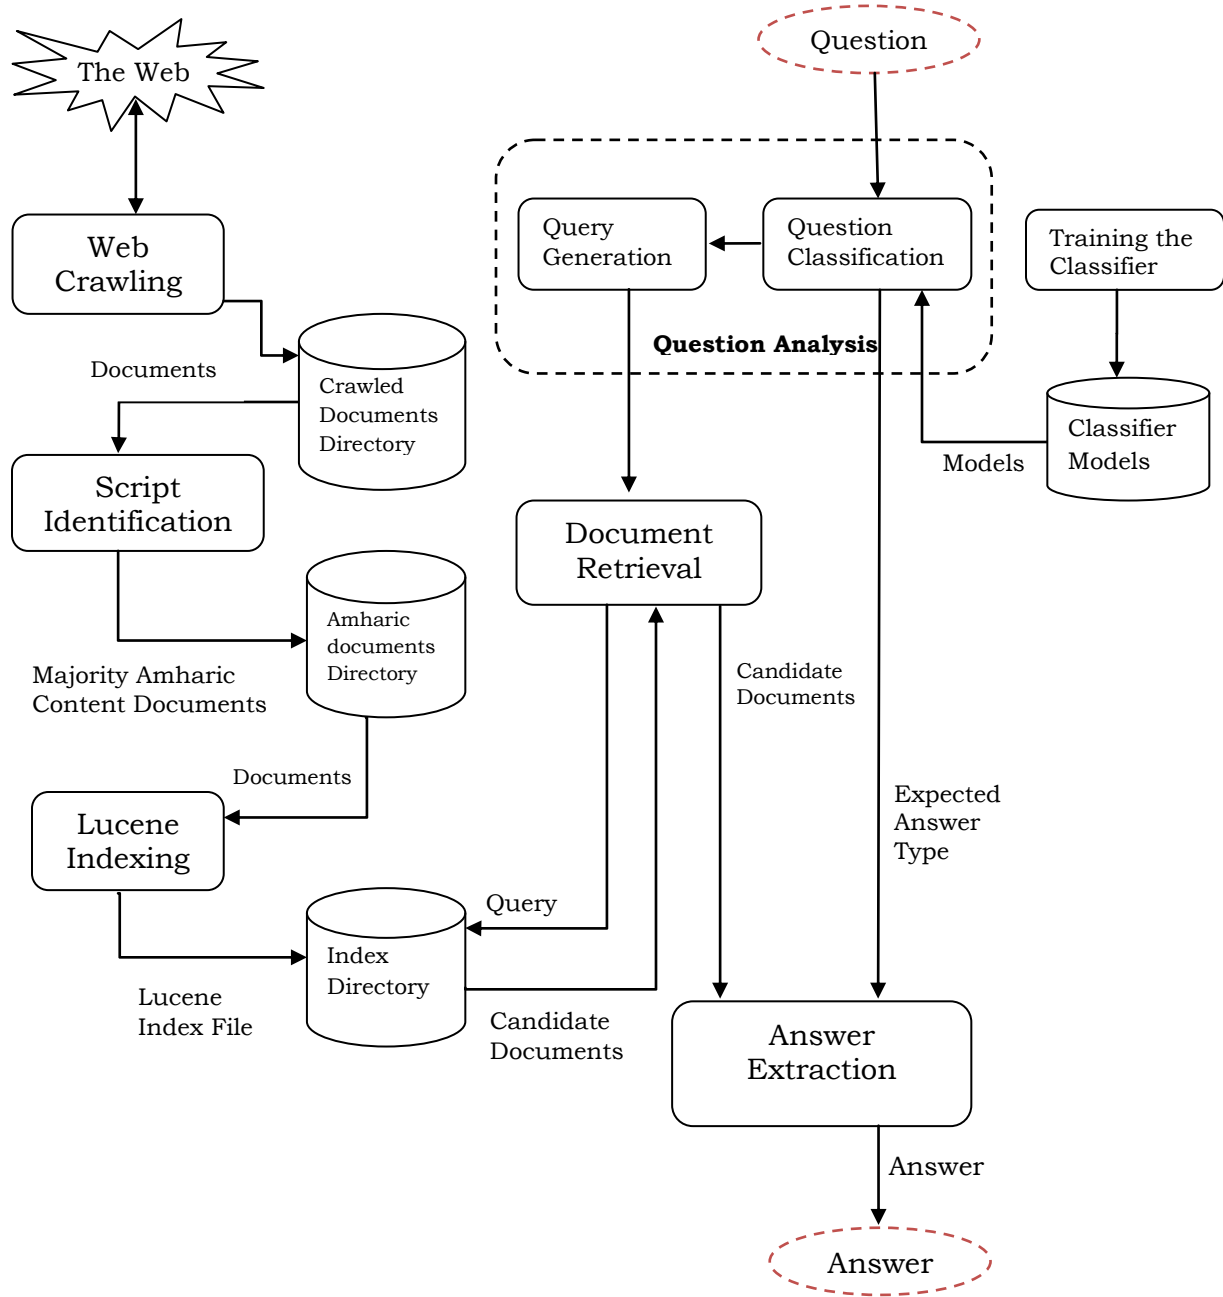 The Web
Question
Web
Crawling
Query
Generation
Question
Classification
Training the
Classifier
Question Analysis
Documents
Crawled
Documents
Directory
Classifier
Models
Models
Script
Identification
Document
Retrieval
Amharic
documents
Directory
Majority Amharic
Content Documents
Candidate
Documents
Documents
Lucene
Indexing
Expected
Answer
Type
Query
Index
Directory
Lucene
Index File
Candidate
Documents
Answer
Extraction
Answer
Answer